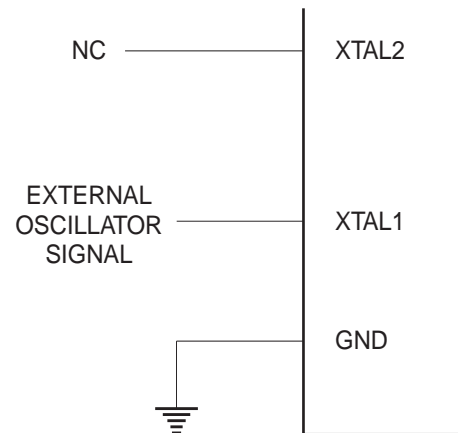 NC
XTAL2
EXTERNAL
OSCILLATOR
SIGNAL
XTAL1
GND